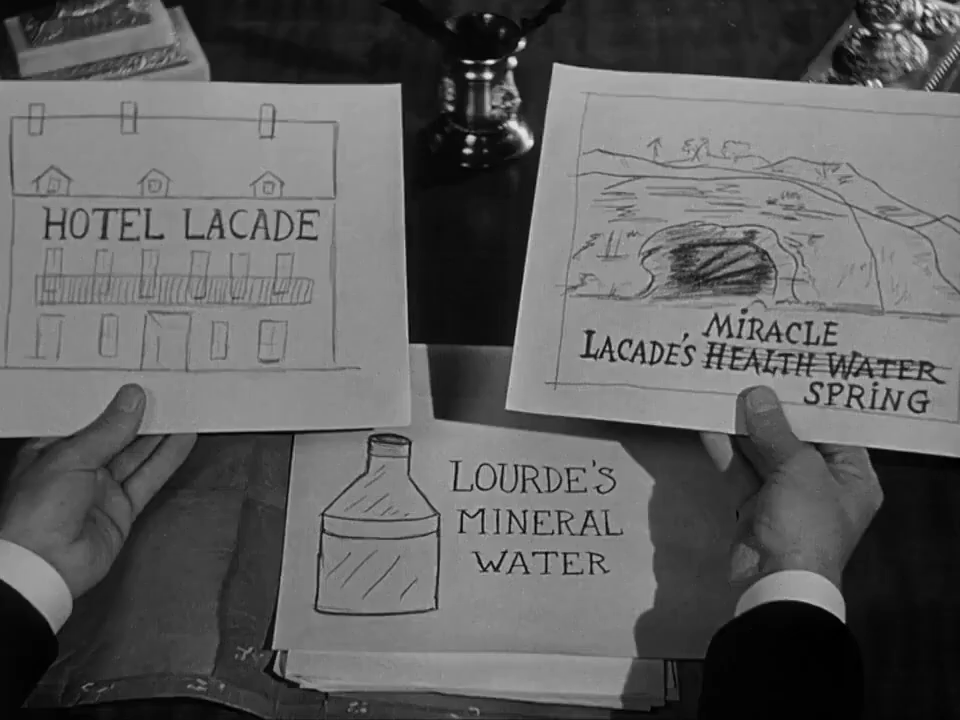 HOTEL LACADE
MIRACLE
LACADE'S HEALTH WATER
SPRING
LOURDE'S
MINERAL
WATER